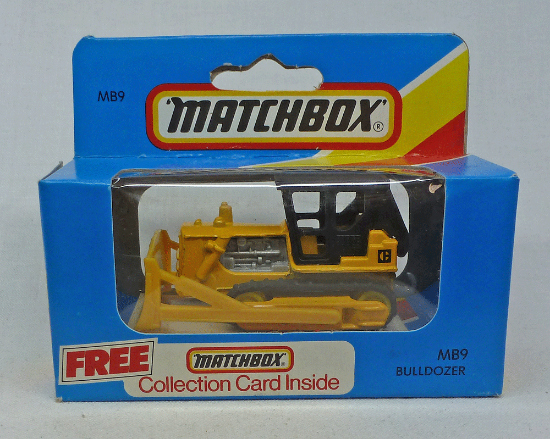 MB9
"MATCHBOX"®
C
FREE
"MATCHBOX"
Collection Card Inside
MB9
BULLDOZER